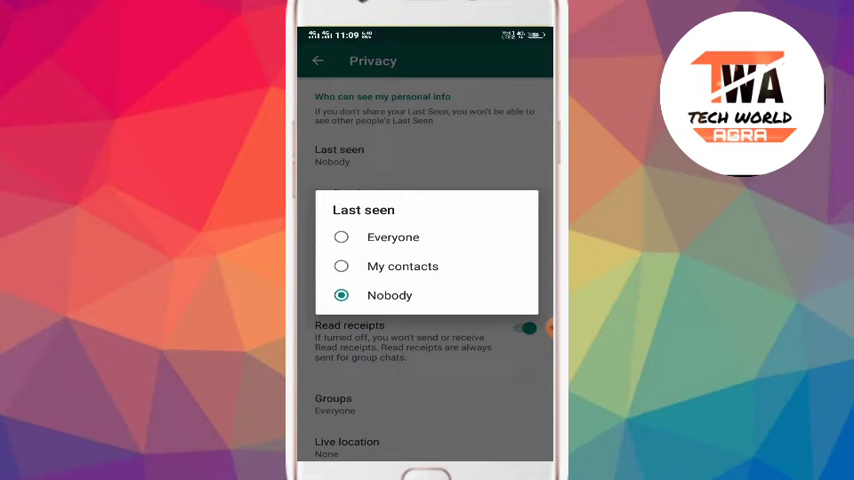 11:09
Privacy
Who can see my personal info
If you don't share your Last Seen, you won't be able to
see other people's Last Seen
Last seen
Nobody
Last seen
Everyone
My contacts
Nobody
Read receipts
If turned off, you won't send or receive
Read receipts. Read receipts are always
sent for group chats.
Groups
Everyone
Live location
None
TWA
TECH WORLD
AGRA